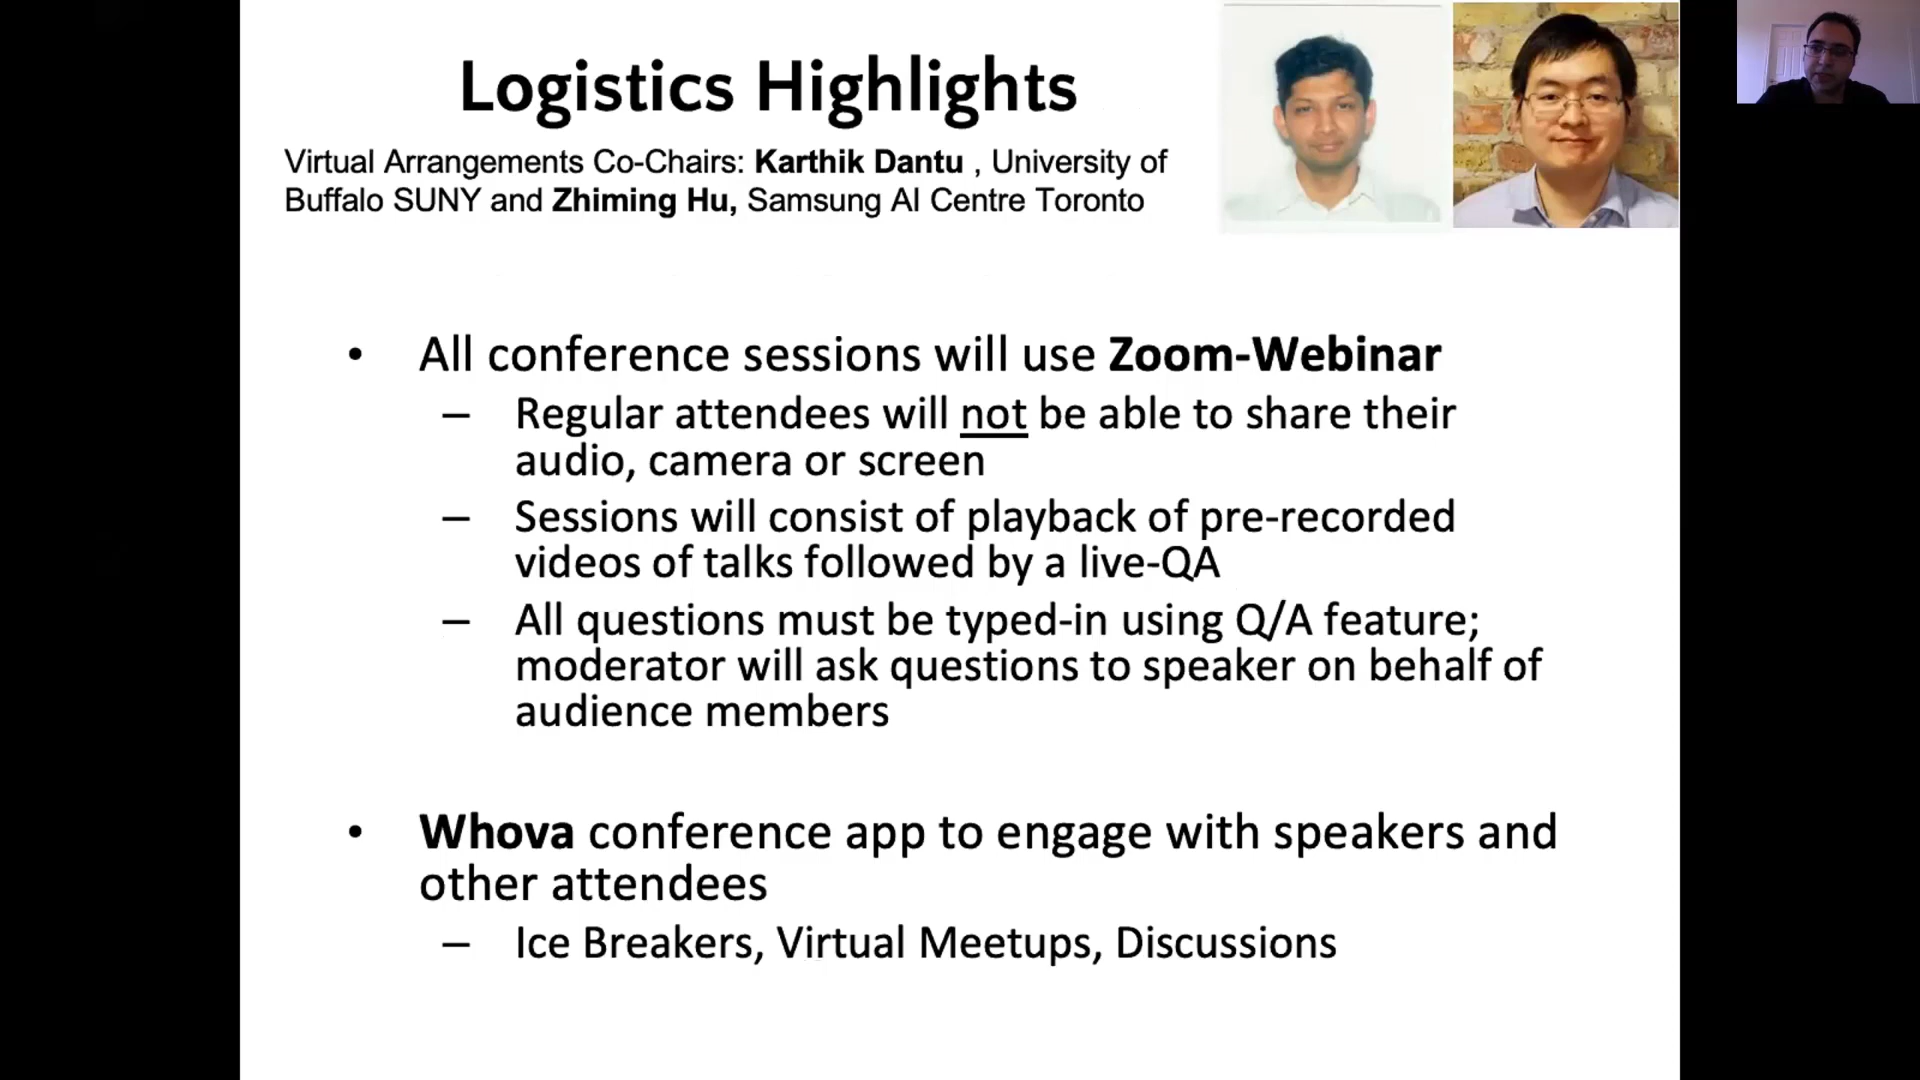 Logistics Highlights
Virtual Arrangements Co-Chairs: Karthik Dantu , University of
Buffalo SUNY and Zhiming Hu, Samsung AI Centre Toronto
• All conference sessions will use Zoom-Webinar
– Regular attendees will not be able to share their
audio, camera or screen
– Sessions will consist of playback of pre-recorded
videos of talks followed by a live-QA
– All questions must be typed-in using Q/A feature;
moderator will ask questions to speaker on behalf of
audience members
• Whova conference app to engage with speakers and
other attendees
– Ice Breakers, Virtual Meetups, Discussions